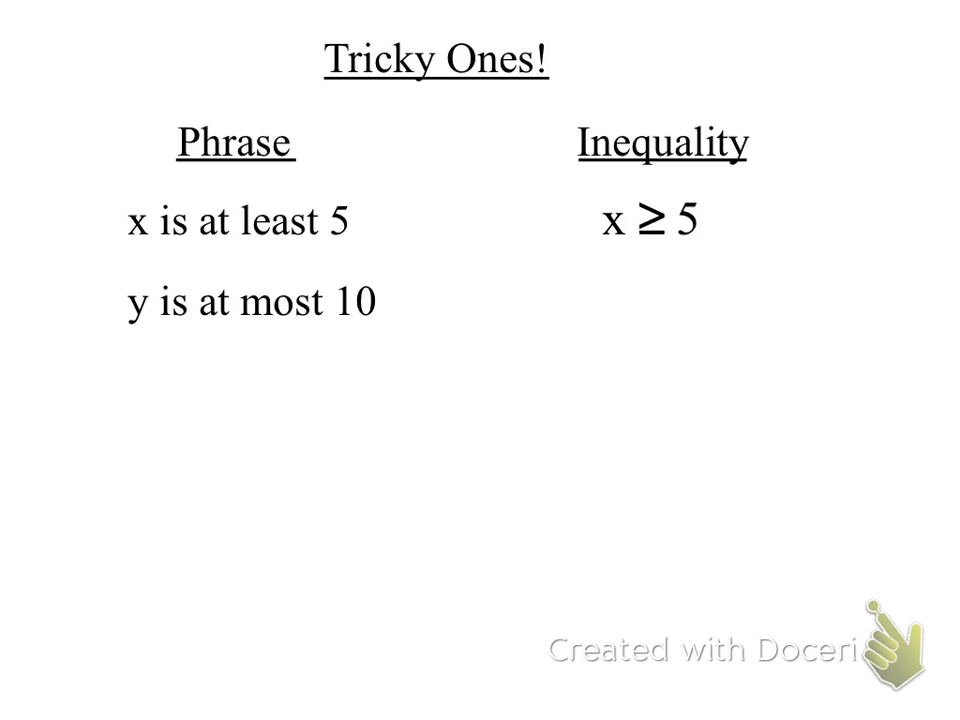 Tricky Ones!
Phrase Inequality
x is at least 5 x ≥ 5
y is at most 10
Created with Doceri